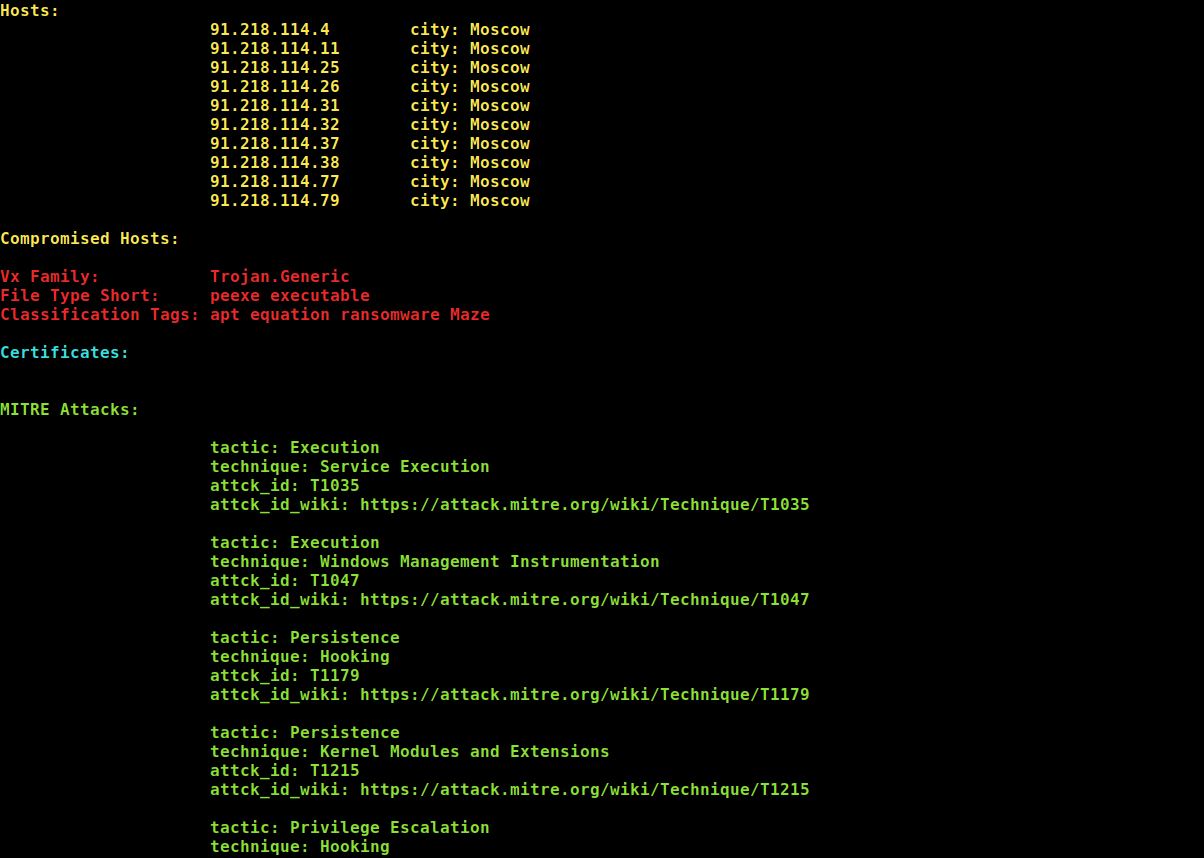 Hosts:
91.218.114.4 city: Moscow
91.218.114.11 city: Moscow
91.218.114.25 city: Moscow
91.218.114.26 city: Moscow
91.218.114.31 city: Moscow
91.218.114.32 city: Moscow
91.218.114.37 city: Moscow
91.218.114.38 city: Moscow
91.218.114.77 city: Moscow
91.218.114.79 city: Moscow
Compromised Hosts:
Vx Family: Trojan.Generic
File Type Short: peexe executable
Classification Tags: apt equation ransomware Maze
Certificates:
MITRE Attacks:
tactic: Execution
technique: Service Execution
attck_id: T1035
attck_id_wiki: https://attack.mitre.org/wiki/Technique/T1035
tactic: Execution
technique: Windows Management Instrumentation
attck_id: T1047
attck_id_wiki: https://attack.mitre.org/wiki/Technique/T1047
tactic: Persistence
technique: Hooking
attck_id: T1179
attck_id_wiki: https://attack.mitre.org/wiki/Technique/T1179
tactic: Persistence
technique: Kernel Modules and Extensions
attck_id: T1215
attck_id_wiki: https://attack.mitre.org/wiki/Technique/T1215
tactic: Privilege Escalation
technique: Hooking